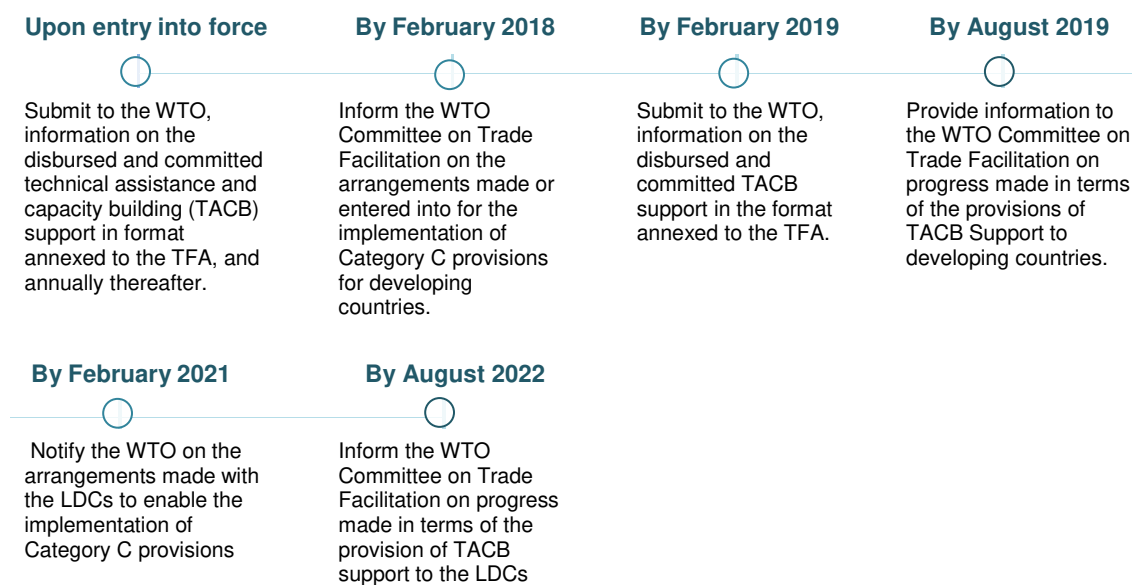 Upon entry into force
Submit to the WTO,
information on the
disbursed and committed
technical assistance and
capacity building (TACB)
support in format
annexed to the TFA, and
annually thereafter.
By February 2018
Inform the WTO
Committee on Trade
Facilitation on the
arrangements made or
entered into for the
implementation of
Category C provisions
for developing
countries.
By February 2019
Submit to the WTO,
information on the
disbursed and
committed TACB
support in the format
annexed to the TFA.
By August 2019
Provide information to
the WTO Committee on
Trade Facilitation on
progress made in terms
of the provisions of
TACB Support to
developing countries.
By February 2021
Notify the WTO on the
arrangements made with
the LDCs to enable the
implementation of
Category C provisions
By August 2022
Inform the WTO
Committee on Trade
Facilitation on progress
made in terms of the
provision of TACB
support to the LDCs